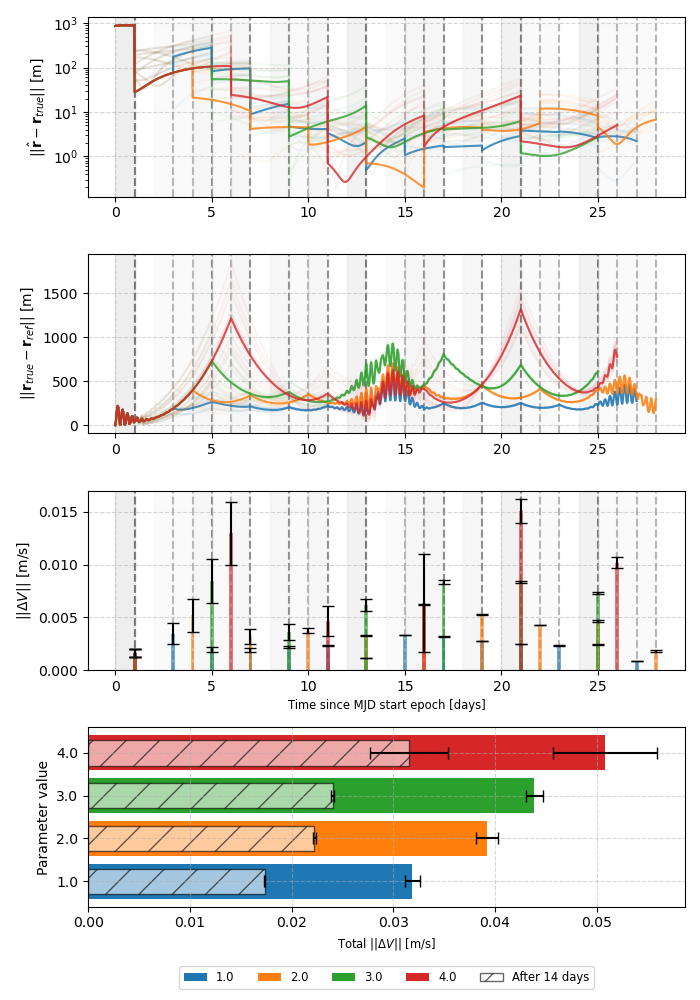 ||r̂ − r_true|| [m]
10³
10²
10¹
10⁰
0 5 10 15 20 25
||r_true − r_ref|| [m]
1500
1000
500
0
0 5 10 15 20 25
||ΔV|| [m/s]
0.015
0.010
0.005
0.000
0 5 10 15 20 25
Time since MJD start epoch [days]
Parameter value
4.0
3.0
2.0
1.0
0.00 0.01 0.02 0.03 0.04 0.05
Total ||ΔV|| [m/s]
1.0 2.0 3.0 4.0 After 14 days